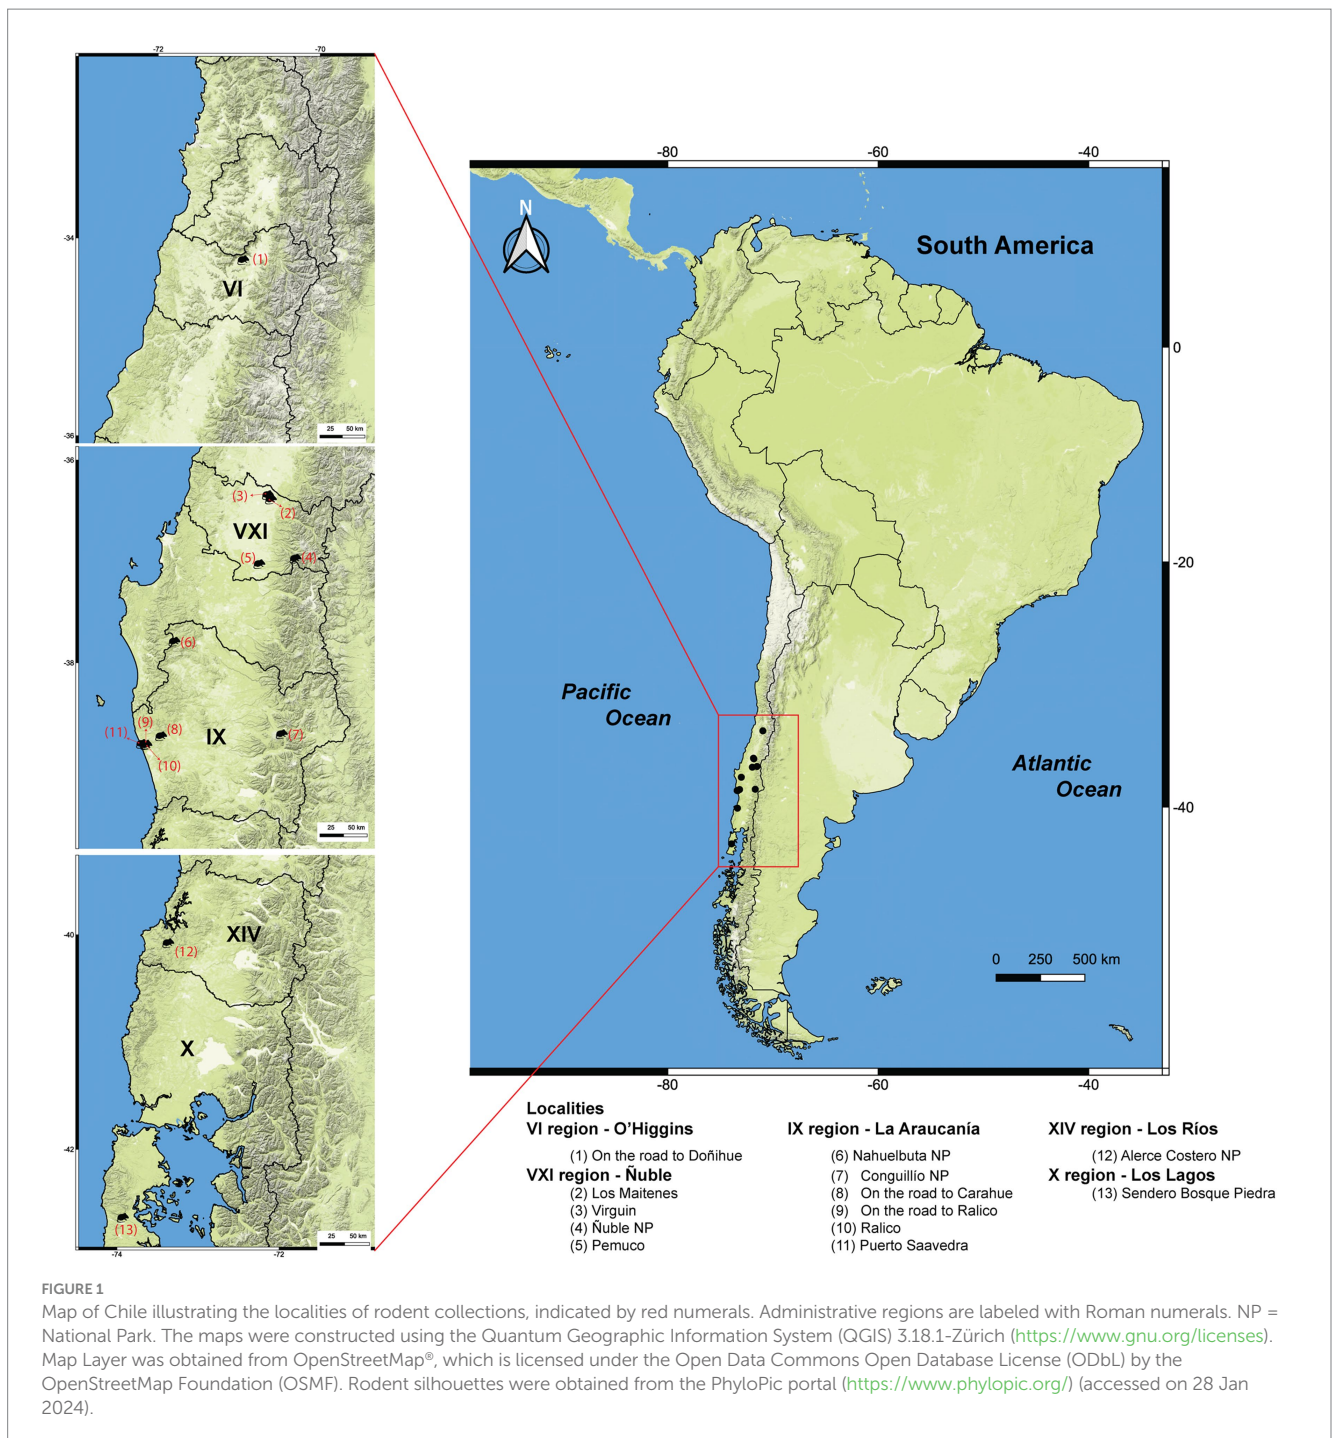 -72
-70
-34
(1)
VI
-36
25 50 km
-36
(3)
(2)
VXI
(5)
(4)
(6)
-38
(9)
(11)
(8)
IX
(7)
(10)
25 50 km
XIV
-40
(12)
X
-42
(13)
25 50 km
-74
-72
-80
-60
-40
N
South America
0
-20
Pacific
Ocean
Atlantic
Ocean
-40
0 250 500 km
-80
-60
-40
Localities
VI region - O'Higgins
(1) On the road to Doñihue
VXI region - Ñuble
(2) Los Maitenes
(3) Virguin
(4) Ñuble NP
(5) Pemuco
IX region - La Araucanía
(6) Nahuelbuta NP
(7) Conguillío NP
(8) On the road to Carahue
(9) On the road to Ralico
(10) Ralico
(11) Puerto Saavedra
XIV region - Los Ríos
(12) Alerce Costero NP
X region - Los Lagos
(13) Sendero Bosque Piedra
FIGURE 1
Map of Chile illustrating the localities of rodent collections, indicated by red numerals. Administrative regions are labeled with Roman numerals. NP =
National Park. The maps were constructed using the Quantum Geographic Information System (QGIS) 3.18.1-Zürich (https://www.gnu.org/licenses).
Map Layer was obtained from OpenStreetMap®, which is licensed under the Open Data Commons Open Database License (ODbL) by the
OpenStreetMap Foundation (OSMF). Rodent silhouettes were obtained from the PhyloPic portal (https://www.phylopic.org/) (accessed on 28 Jan
2024).